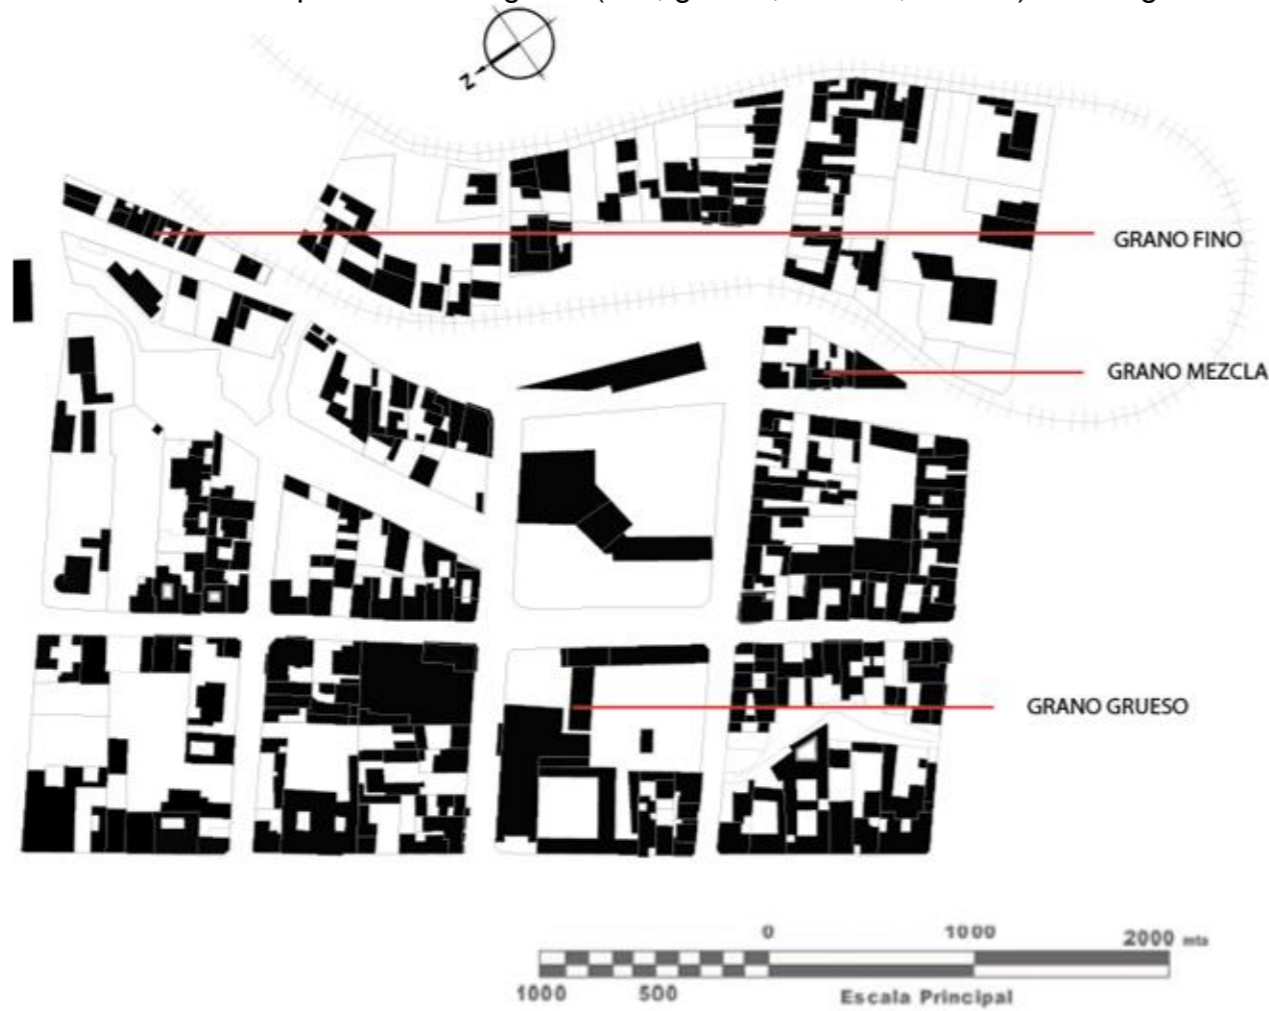 N
GRANO FINO
GRANO MEZCLA
GRANO GRUESO
0 1000 2000 mts
1000 500 Escala Principal